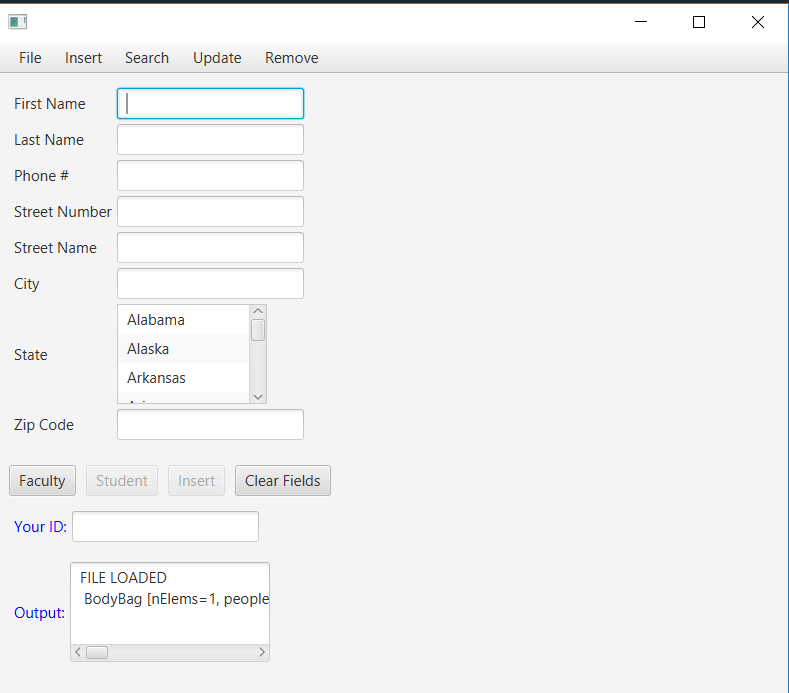 File Insert Search Update Remove
First Name
Last Name
Phone #
Street Number
Street Name
City
State
Alabama
Alaska
Arkansas
Zip Code
Faculty Student Insert Clear Fields
Your ID:
Output:
FILE LOADED
BodyBag [nElems=1, people